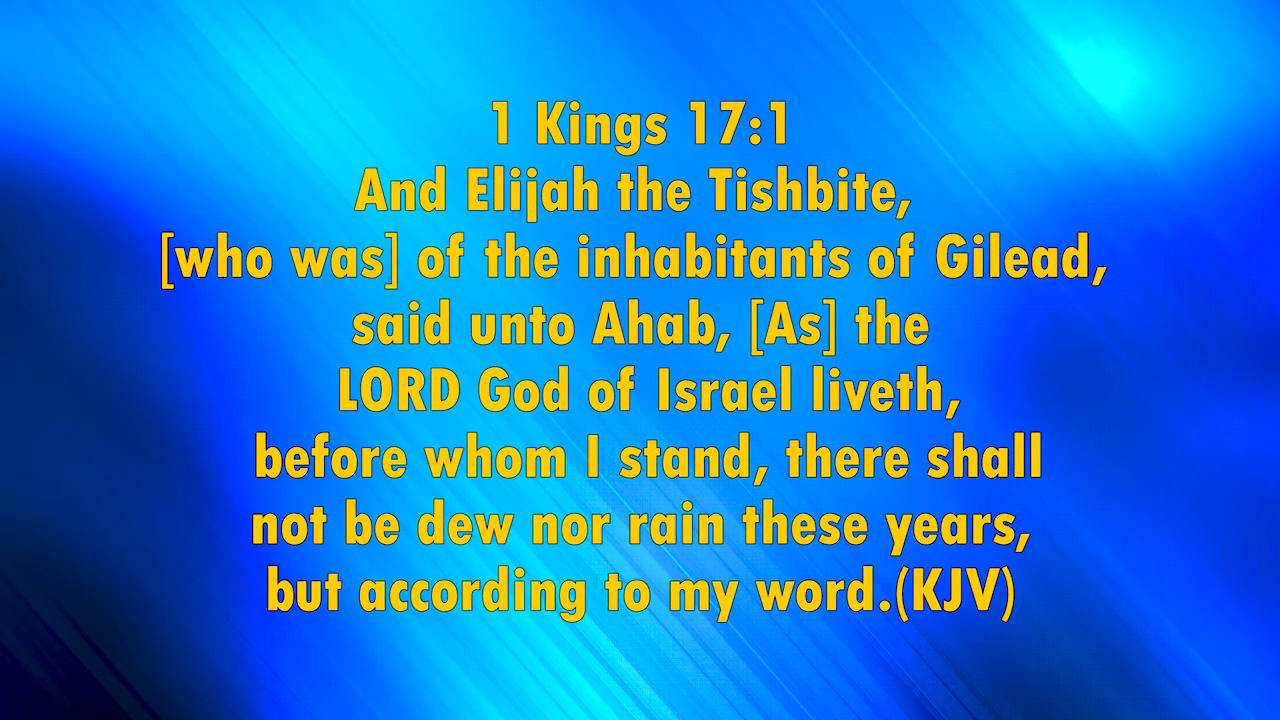 1 Kings 17:1
And Elijah the Tishbite,
[who was] of the inhabitants of Gilead,
said unto Ahab, [As] the
LORD God of Israel liveth,
before whom I stand, there shall
not be dew nor rain these years,
but according to my word.(KJV)